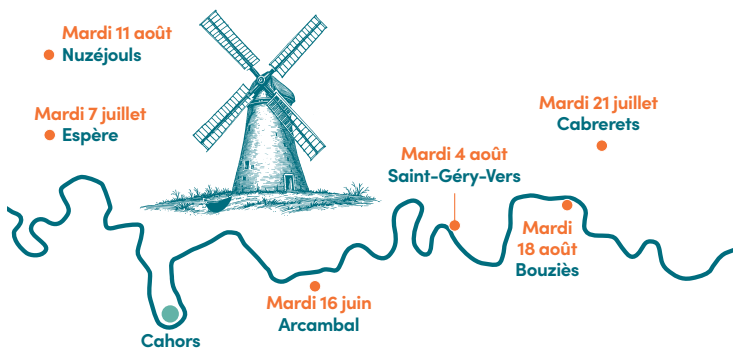 Mardi 11 août
Nuzéjouls
Mardi 7 juillet
Espère
Mardi 21 juillet
Cabrerets
Mardi 4 août
Saint-Géry-Vers
Mardi
18 août
Bouziès
Mardi 16 juin
Arcambal
Cahors